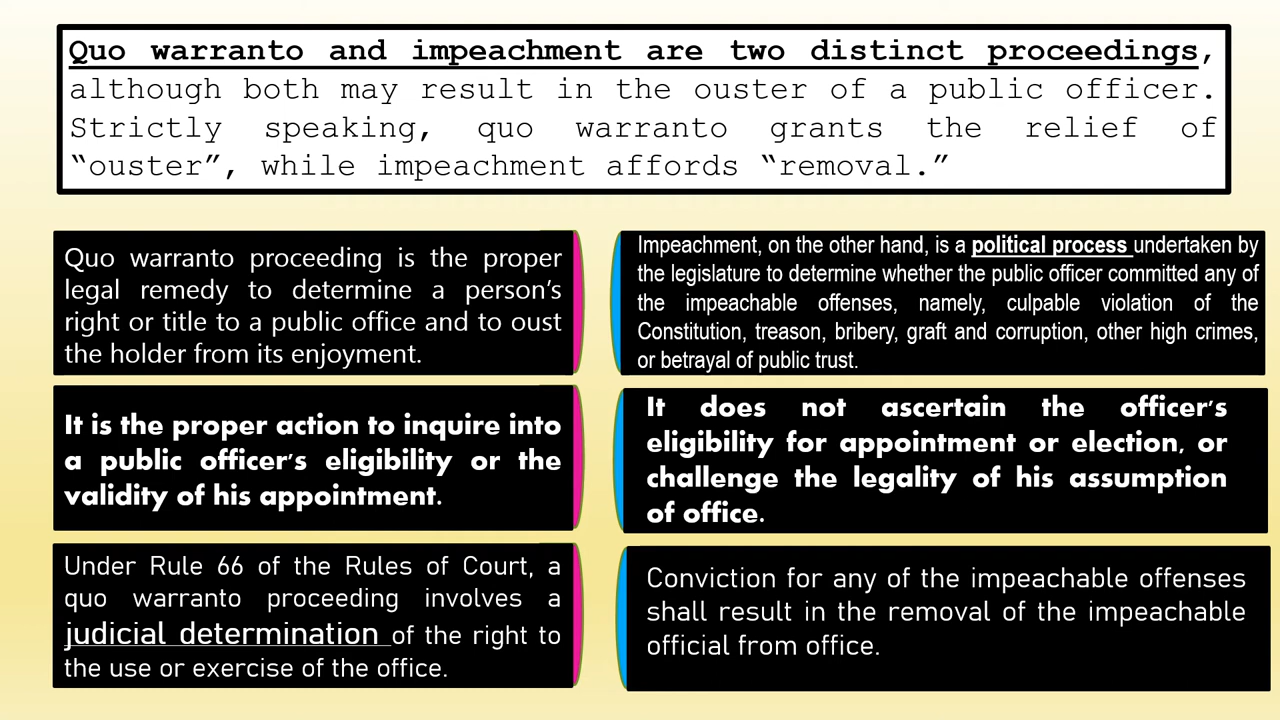 Quo warranto and impeachment are two distinct proceedings,
although both may result in the ouster of a public officer.
Strictly speaking, quo warranto grants the relief of
“ouster”, while impeachment affords “removal.”
Quo warranto proceeding is the proper
legal remedy to determine a person’s
right or title to a public office and to oust
the holder from its enjoyment.
Impeachment, on the other hand, is a political process undertaken by
the legislature to determine whether the public officer committed any of
the impeachable offenses, namely, culpable violation of the
Constitution, treason, bribery, graft and corruption, other high crimes,
or betrayal of public trust.
It is the proper action to inquire into
a public officer’s eligibility or the
validity of his appointment.
It does not ascertain the officer’s
eligibility for appointment or election, or
challenge the legality of his assumption
of office.
Under Rule 66 of the Rules of Court, a
quo warranto proceeding involves a
judicial determination of the right to
the use or exercise of the office.
Conviction for any of the impeachable offenses
shall result in the removal of the impeachable
official from office.